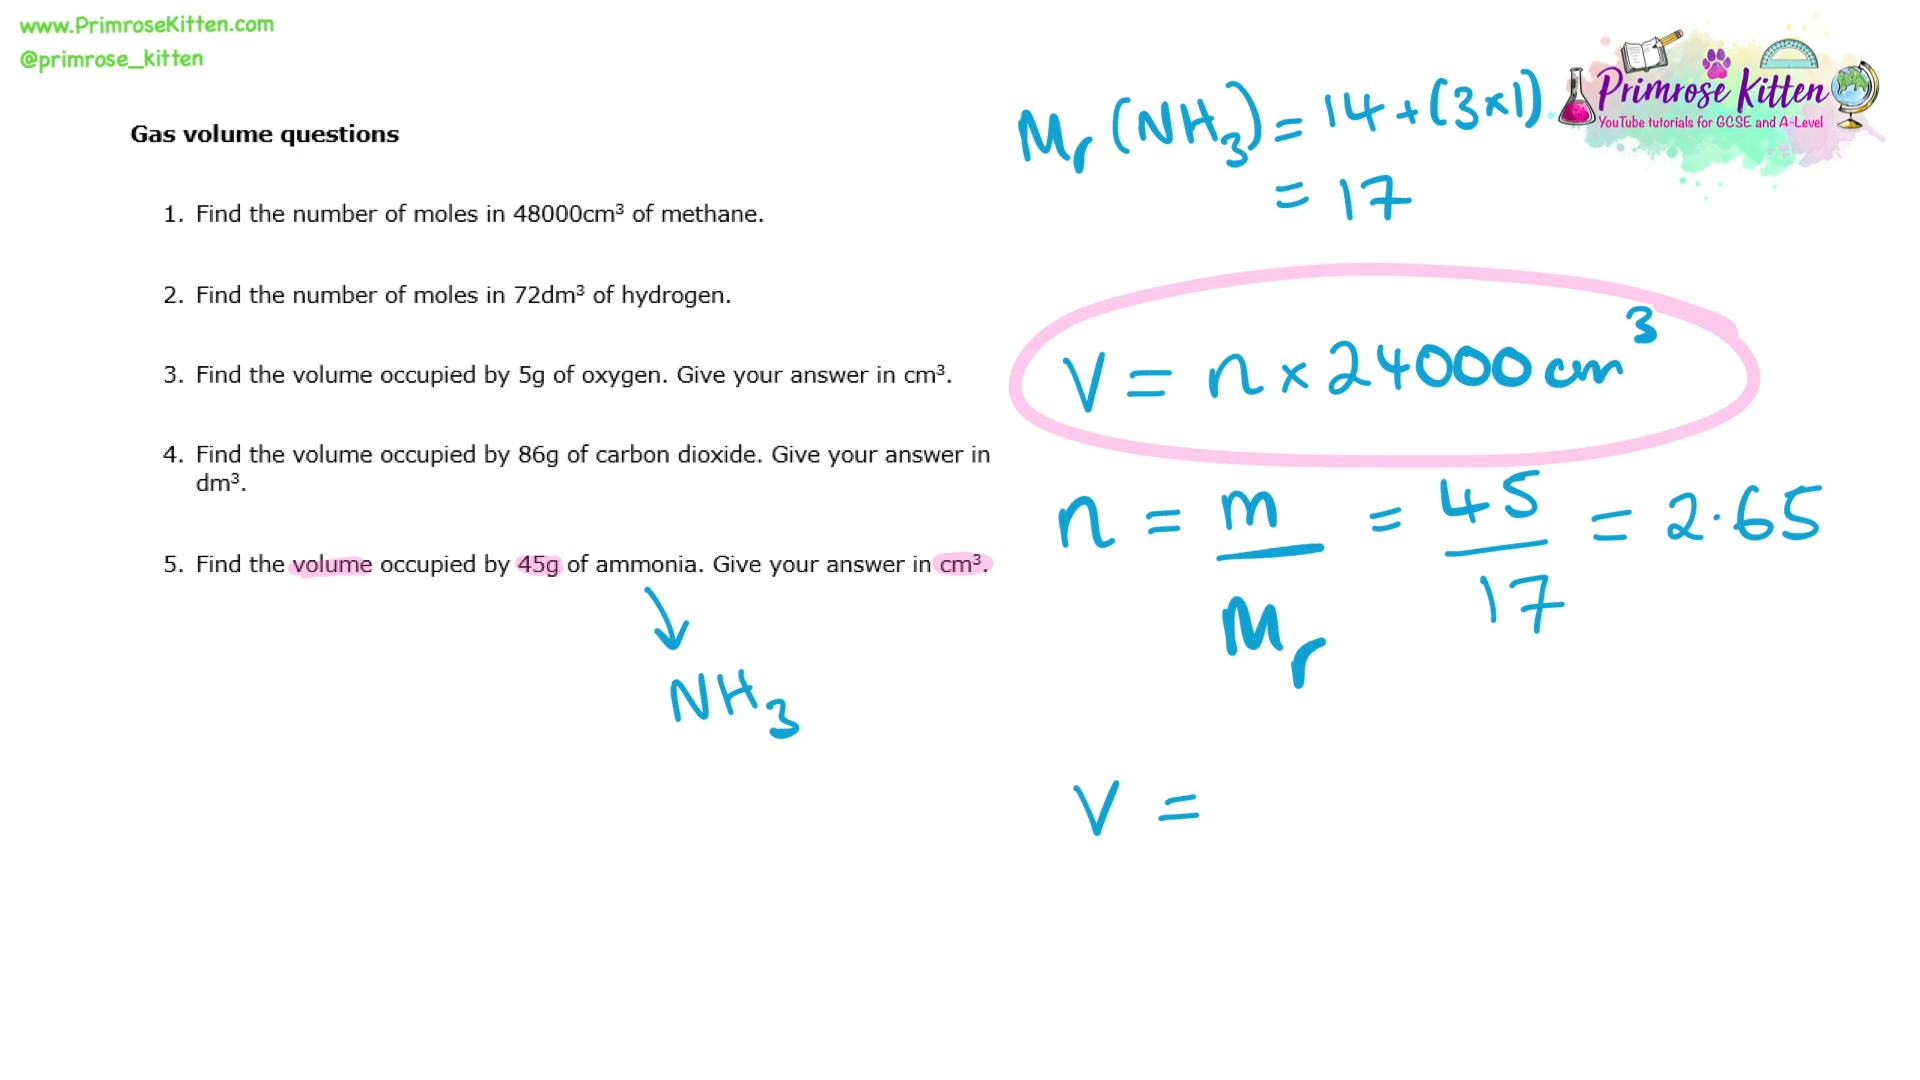 www.PrimroseKitten.com
@primrose_kitten
Primrose Kitten
YouTube tutorials for GCSE and A-Level
Gas volume questions
1. Find the number of moles in 48000cm³ of methane.
2. Find the number of moles in 72dm³ of hydrogen.
3. Find the volume occupied by 5g of oxygen. Give your answer in cm³.
4. Find the volume occupied by 86g of carbon dioxide. Give your answer in
dm³.
5. Find the volume occupied by 45g of ammonia. Give your answer in cm³.
NH₃
Mᵣ (NH₃) = 14 + (3×1)
= 17
V = n × 24000 cm³
n = m/Mᵣ = 45/17 = 2.65
V =